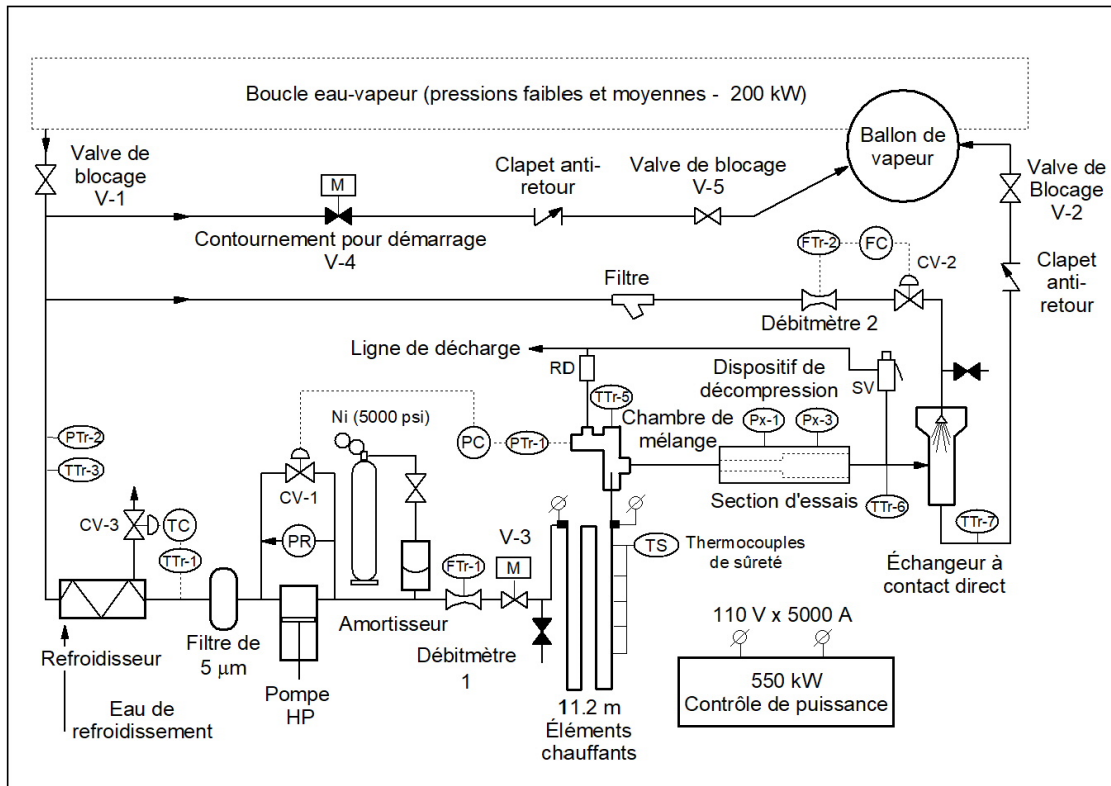 Boucle eau-vapeur (pressions faibles et moyennes - 200 kW)
Ballon de
vapeur
Valve de
blocage
V-1
M
Contournement pour démarrage
V-4
Clapet anti-
retour
Valve de blocage
V-5
Valve de
Blocage
V-2
FTr-2
FC
CV-2
Filtre
Débitmètre 2
Clapet
anti-
retour
Ligne de décharge
RD
SV
Dispositif de
décompression
TTr-5
Chambre de
mélange
Px-1
Px-3
Section d'essais
TTr-6
TTr-7
Échangeur à
contact direct
Ni (5000 psi)
PC
PTr-1
PTr-2
TTr-3
CV-1
CV-3
TC
TTr-1
PR
V-3
M
FTr-1
TS
Thermocouples
de sûreté
Refroidisseur
Eau de
refroidissement
Filtre de
5 μm
Pompe
HP
Amortisseur
Débitmètre
1
11.2 m
Éléments
chauffants
110 V x 5000 A
550 kW
Contrôle de puissance